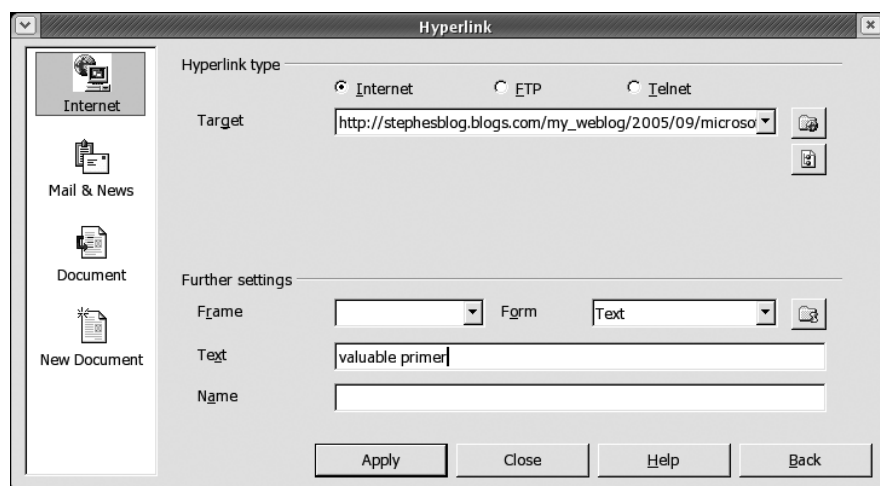 Hyperlink
Internet
Mail & News
Document
New Document
Hyperlink type
Internet FTP Telnet
Target http://stephesblog.blogs.com/my_weblog/2005/09/microso
Further settings
Frame Form Text
Text valuable primer
Name
Apply Close Help Back